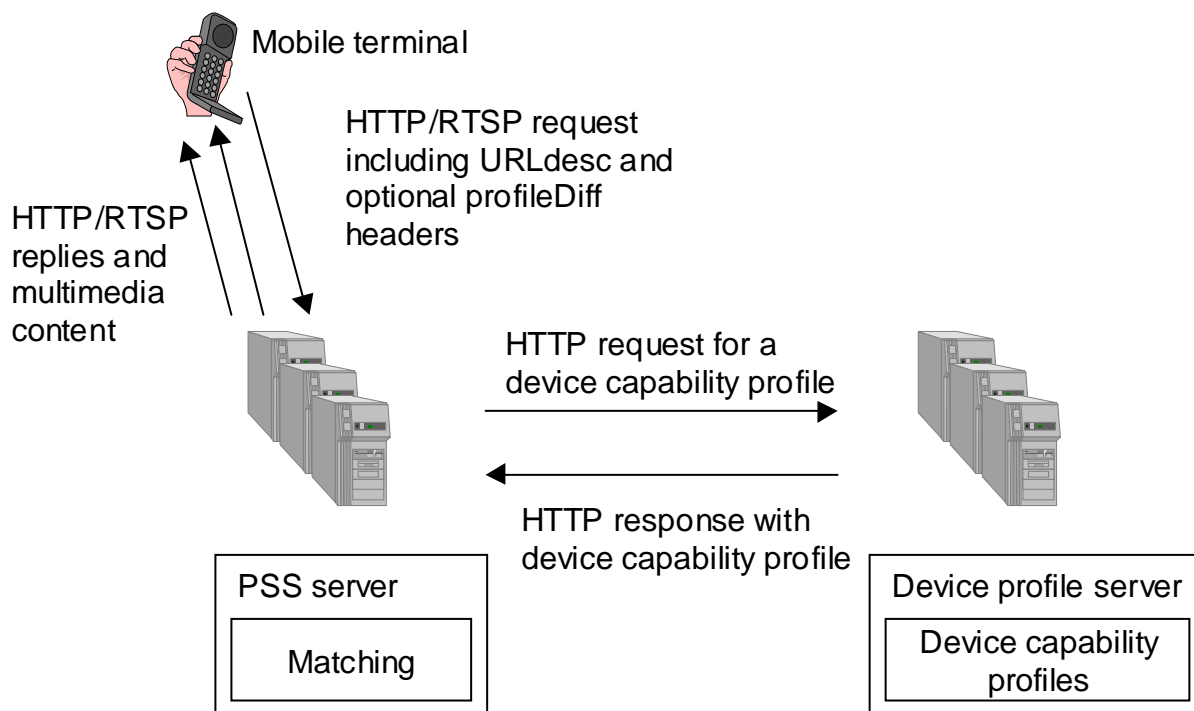 Mobile terminal
HTTP/RTSP request
including URLdesc and
optional profileDiff
headers
HTTP/RTSP
replies and
multimedia
content
HTTP request for a
device capability profile
HTTP response with
device capability profile
PSS server
Matching
Device profile server
Device capability
profiles